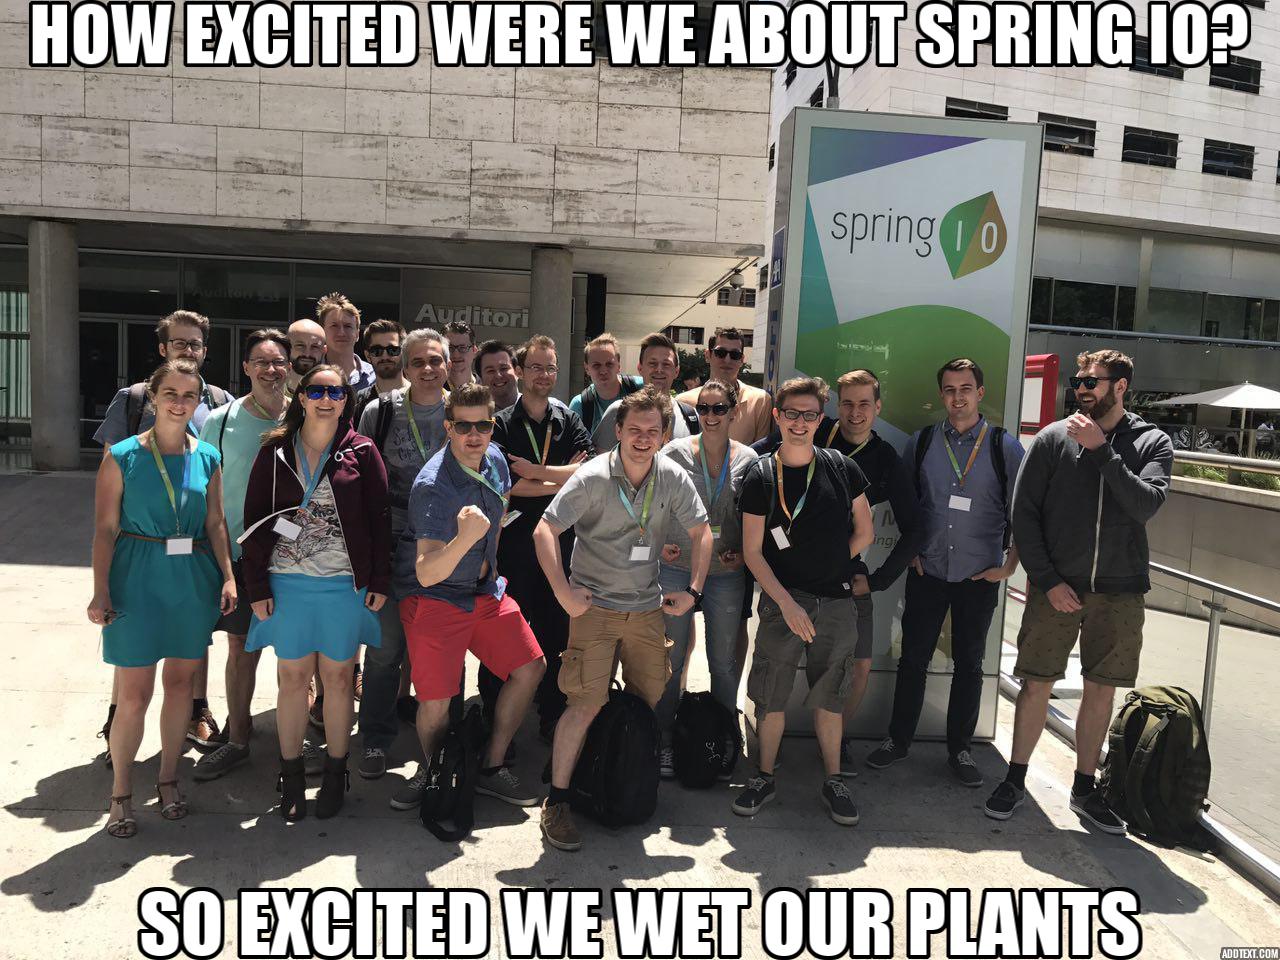 HOW EXCITED WERE WE ABOUT SPRING IO?
spring I/O
Auditori
SO EXCITED WE WET OUR PLANTS
ADDTEXT.COM